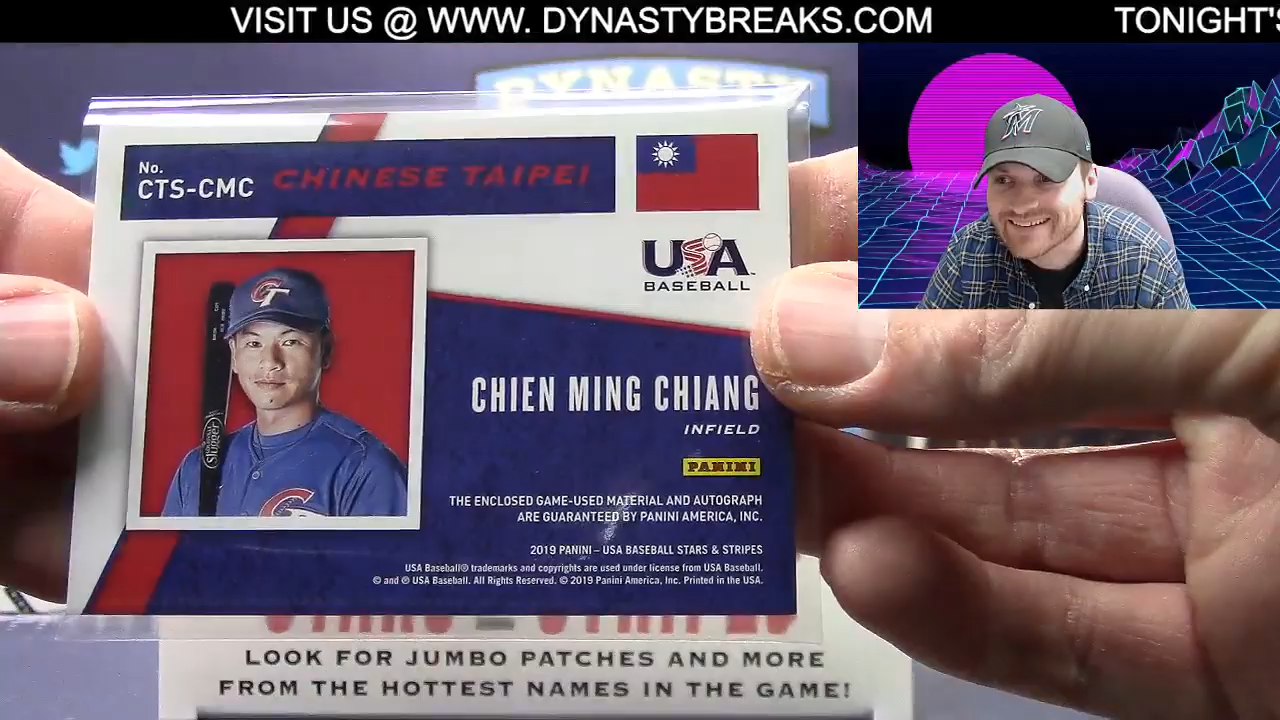 VISIT US @ WWW. DYNASTYBREAKS.COM TONIGHT'S
DYNASTY
No.
CTS-CMC
CHINESE TAIPEI
USA
BASEBALL
CT
CHIEN MING CHIANG
INFIELD
PANINI
Slugger
THE ENCLOSED GAME-USED MATERIAL AND AUTOGRAPH
ARE GUARANTEED BY PANINI AMERICA, INC.
2019 PANINI – USA BASEBALL STARS & STRIPES
USA Baseball® trademarks and copyrights are used under license from USA Baseball.
© and ® USA Baseball. All Rights Reserved. © 2019 Panini America, Inc. Printed in the USA.
LOOK FOR JUMBO PATCHES AND MORE
FROM THE HOTTEST NAMES IN THE GAME!